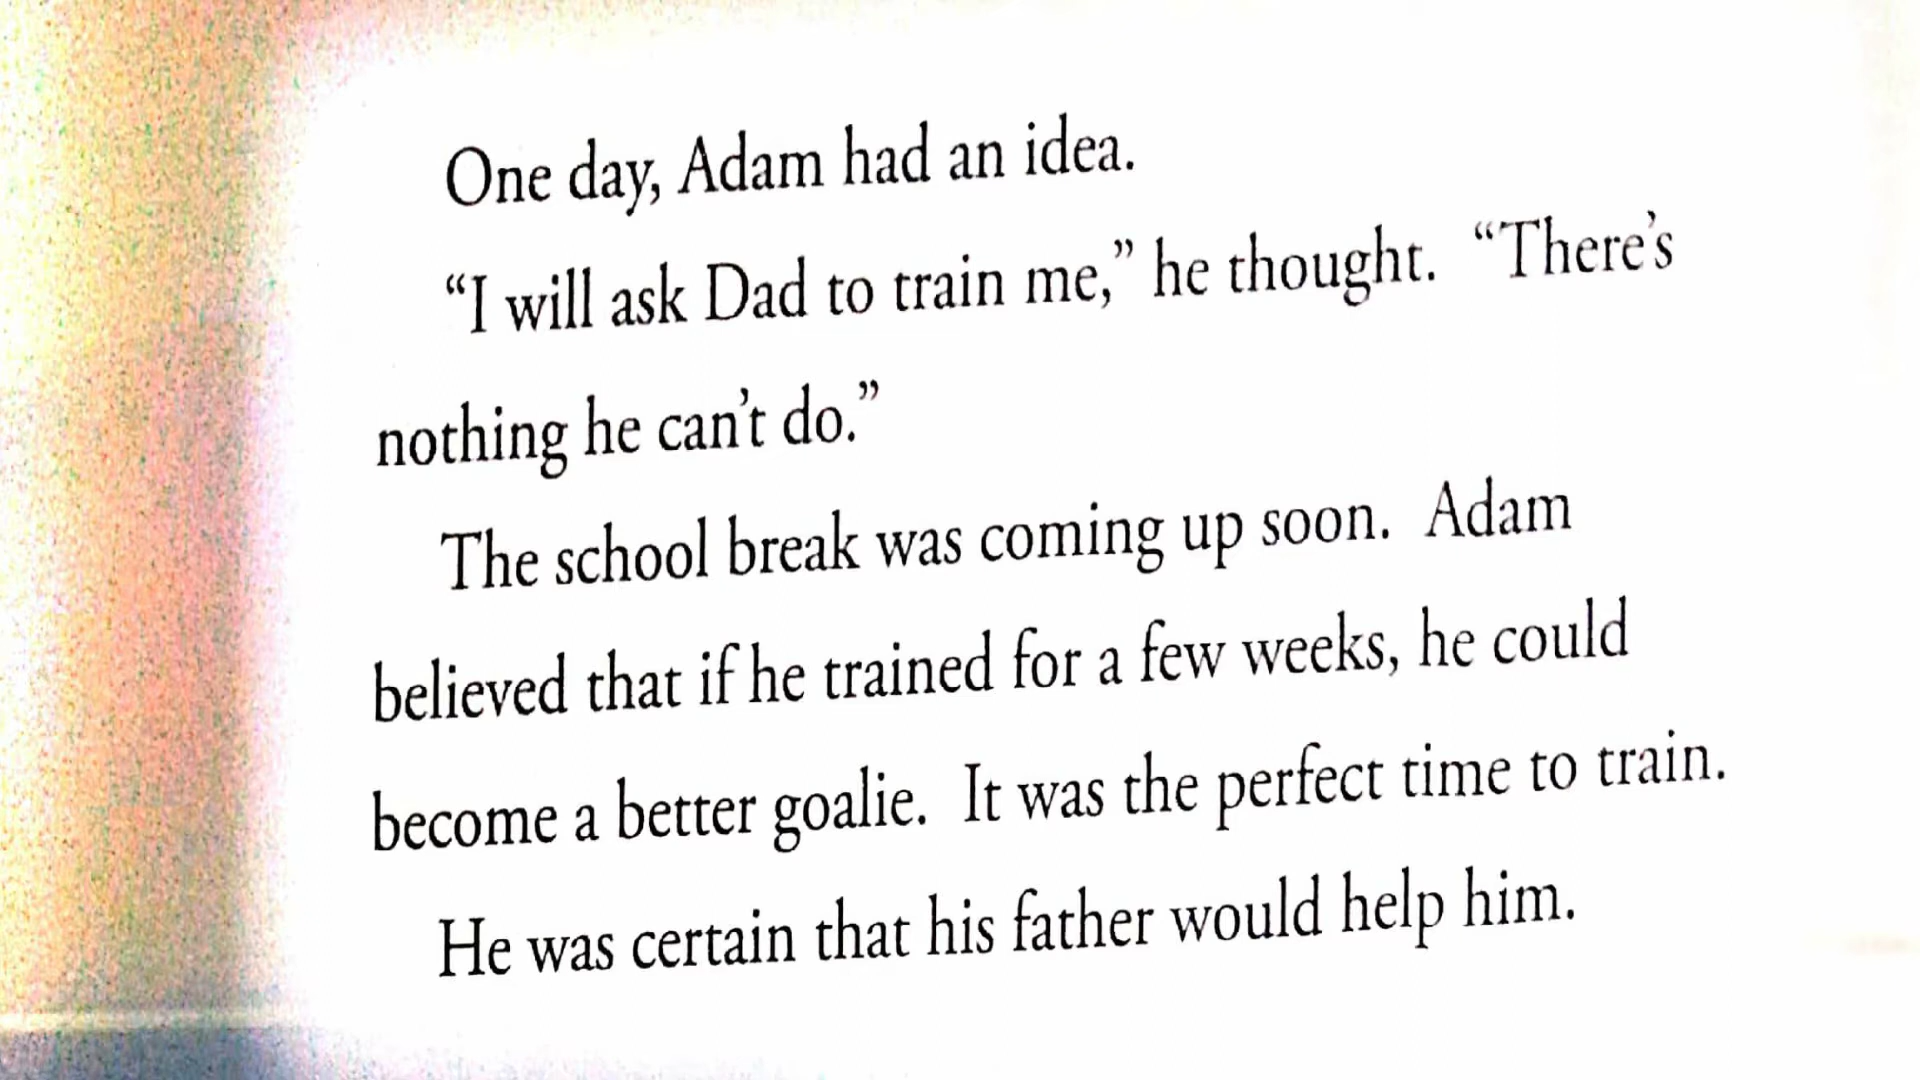 One day, Adam had an idea.
“I will ask Dad to train me,” he thought. “There’s
nothing he can’t do.”
The school break was coming up soon. Adam
believed that if he trained for a few weeks, he could
become a better goalie. It was the perfect time to train.
He was certain that his father would help him.